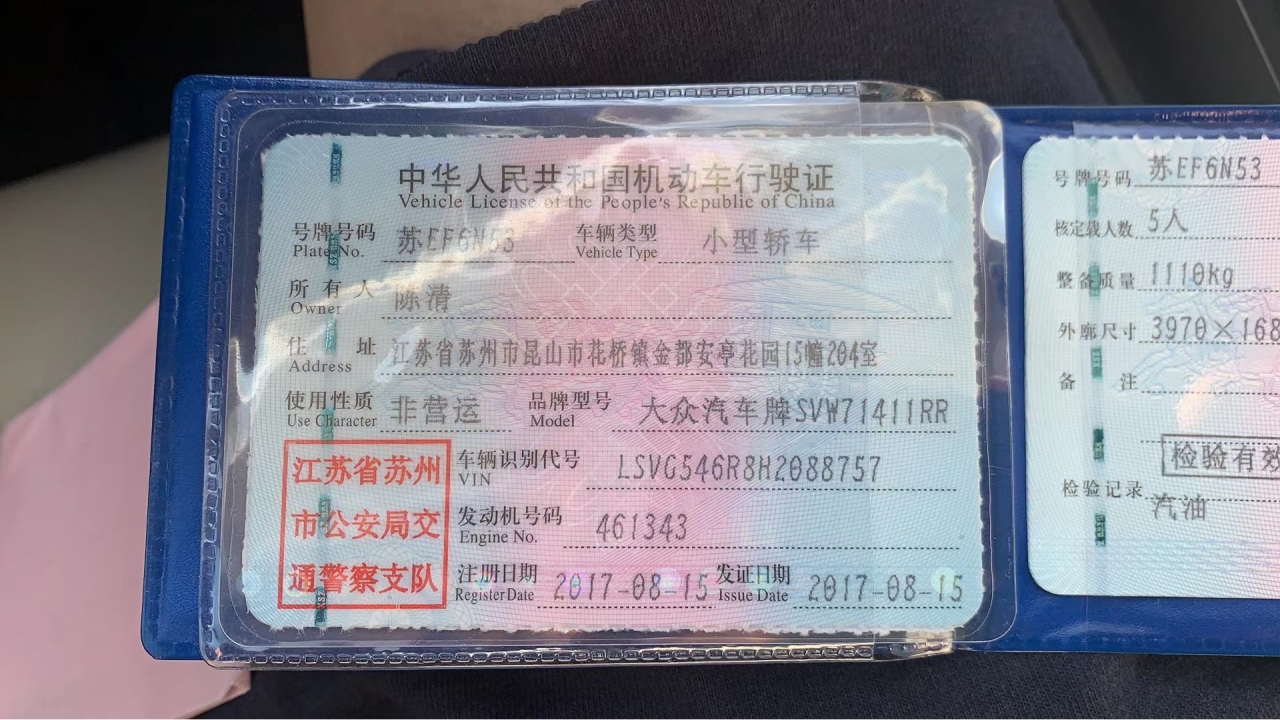 中华人民共和国机动车行驶证
Vehicle License of the People's Republic of China
号牌号码 Plate No. 苏EF6N53 车辆类型 Vehicle Type 小型轿车
所有人 Owner 陈清
住址 Address 江苏省苏州市昆山市花桥镇金都安亭花园15幢204室
使用性质 Use Character 非营运 品牌型号 Model 大众汽车牌SVW71411RR
江苏省苏州
市公安局交
通警察支队
车辆识别代号 VIN LSVG546R8H2088757
发动机号码 Engine No. 461343
注册日期 Register Date 2017-08-15 发证日期 Issue Date 2017-08-15
号牌号码 苏EF6N53
核定载人数 5人
整备质量 1110kg
外廓尺寸 3970×168
备注
检验有效
检验记录
汽油